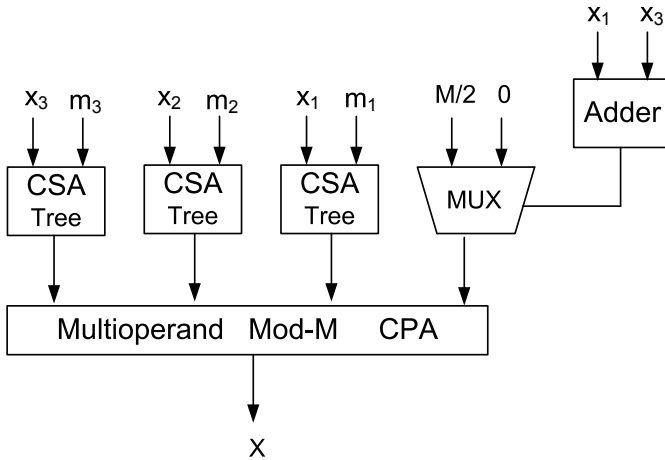 x₁ x₃
Adder
x₃ m₃ x₂ m₂ x₁ m₁ M/2 0
CSA Tree
CSA Tree
CSA Tree
MUX
Multioperand Mod-M CPA
X